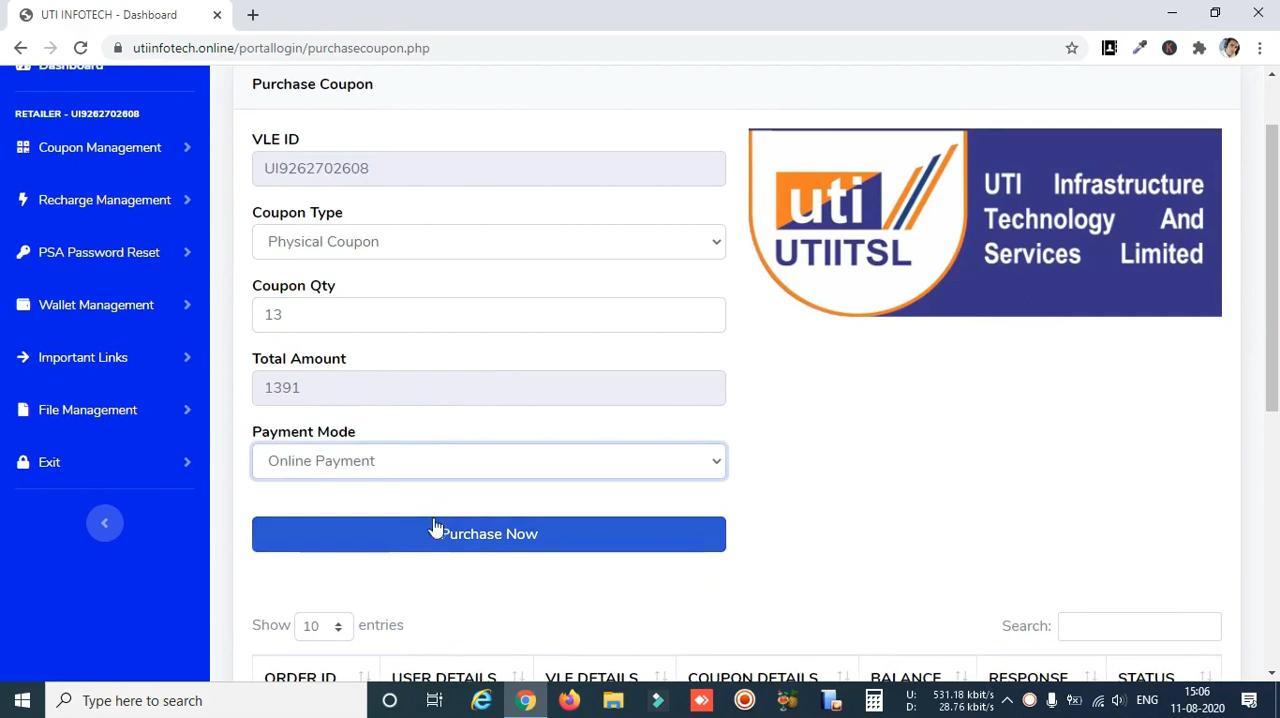 UTI INFOTECH - Dashboard
utiinfotech.online/portallogin/purchasecoupon.php
Dashboard
RETAILER - UI9262702608
Coupon Management
Recharge Management
PSA Password Reset
Wallet Management
Important Links
File Management
Exit
Purchase Coupon
VLE ID
UI9262702608
Coupon Type
Physical Coupon
Coupon Qty
13
Total Amount
1391
Payment Mode
Online Payment
Purchase Now
uti
UTIITSL
UTI Infrastructure
Technology And
Services Limited
Show 10 entries
Search:
ORDER ID USER DETAILS VLE DETAILS COUPON DETAILS BALANCE RESPONSE STATUS
Type here to search
U: 531.18 kbit/s
D: 28.76 kbit/s
ENG
15:06
11-08-2020